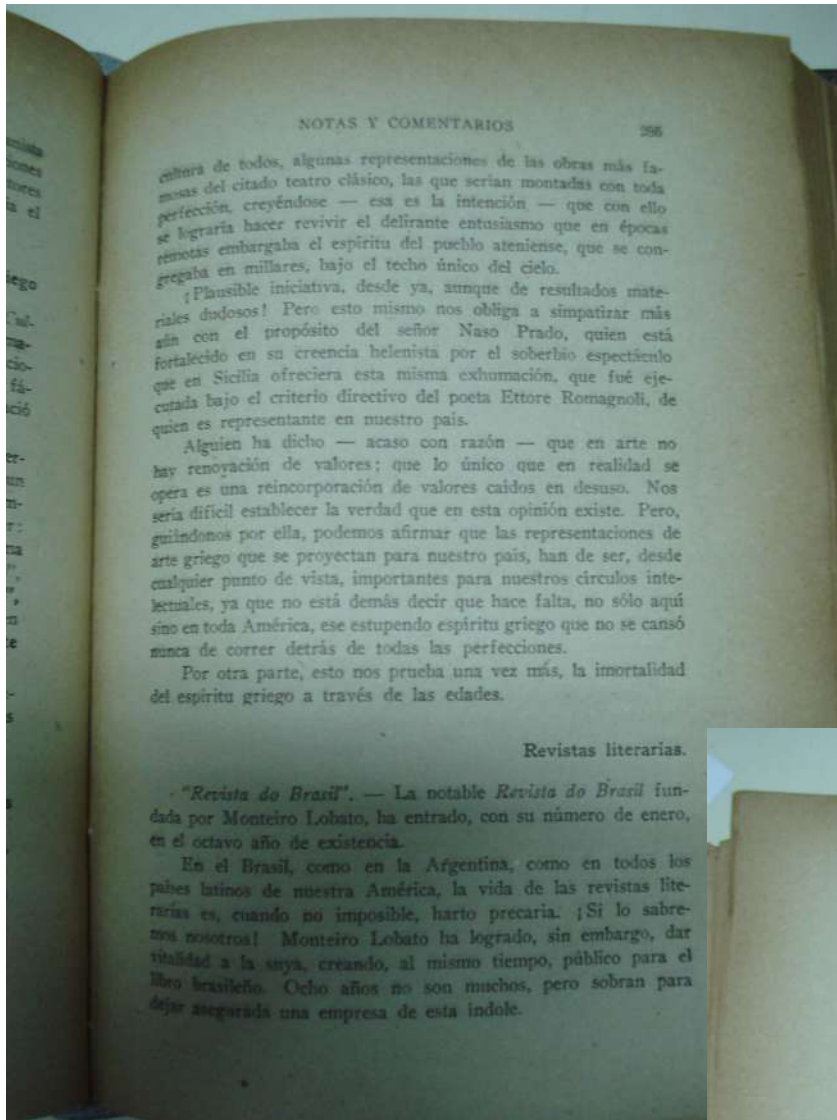 NOTAS Y COMENTARIOS 295
cultura de todos, algunas representaciones de las obras más fa-
mosas del citado teatro clásico, las que serían montadas con toda
perfección, creyéndose — esa es la intención — que con ello
se lograría hacer revivir el delirante entusiasmo que en épocas
remotas embargaba el espíritu del pueblo ateniense, que se con-
gregaba en millares, bajo el techo único del cielo.
¡Plausible iniciativa, desde ya, aunque de resultados mate-
riales dudosos! Pero esto mismo nos obliga a simpatizar más
aún con el propósito del señor Naso Prado, quien está
fortalecido en su creencia helenista por el soberbio espectáculo
que en Sicilia ofreciera esta misma exhumación, que fué eje-
cutada bajo el criterio directivo del poeta Ettore Romagnoli, de
quien es representante en nuestro país.
Alguien ha dicho — acaso con razón — que en arte no
hay renovación de valores; que lo único que en realidad se
opera es una reincorporación de valores caídos en desuso. Nos
sería difícil establecer la verdad que en esta opinión existe. Pero,
guiándonos por ella, podemos afirmar que las representaciones de
arte griego que se proyectan para nuestro país, han de ser, desde
cualquier punto de vista, importantes para nuestros círculos inte-
lectuales, ya que no está demás decir que hace falta, no sólo aquí
sino en toda América, ese estupendo espíritu griego que no se cansó
nunca de correr detrás de todas las perfecciones.
Por otra parte, esto nos prueba una vez más, la imortalidad
del espíritu griego a través de las edades.
Revistas literarias.
"Revista do Brasil". — La notable Revista do Brasil fun-
dada por Monteiro Lobato, ha entrado, con su número de enero,
en el octavo año de existencia.
En el Brasil, como en la Argentina, como en todos los
países latinos de nuestra América, la vida de las revistas lite-
rarias es, cuando no imposible, harto precaria. ¡Si lo sabre-
mos nosotros! Monteiro Lobato ha logrado, sin embargo, dar
vitalidad a la suya, creando, al mismo tiempo, público para el
libro brasileño. Ocho años no son muchos, pero sobran para
dejar asegurada una empresa de esta índole.